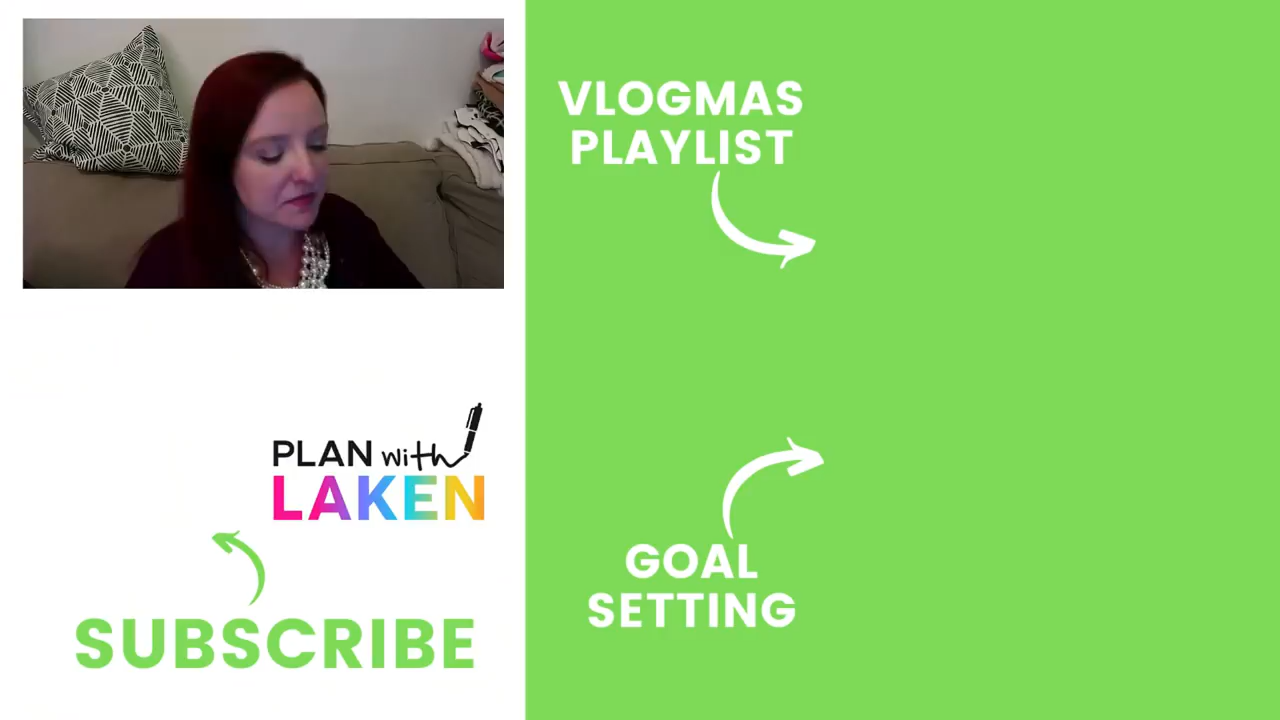 VLOGMAS
PLAYLIST
PLAN with
LAKEN
SUBSCRIBE
GOAL
SETTING